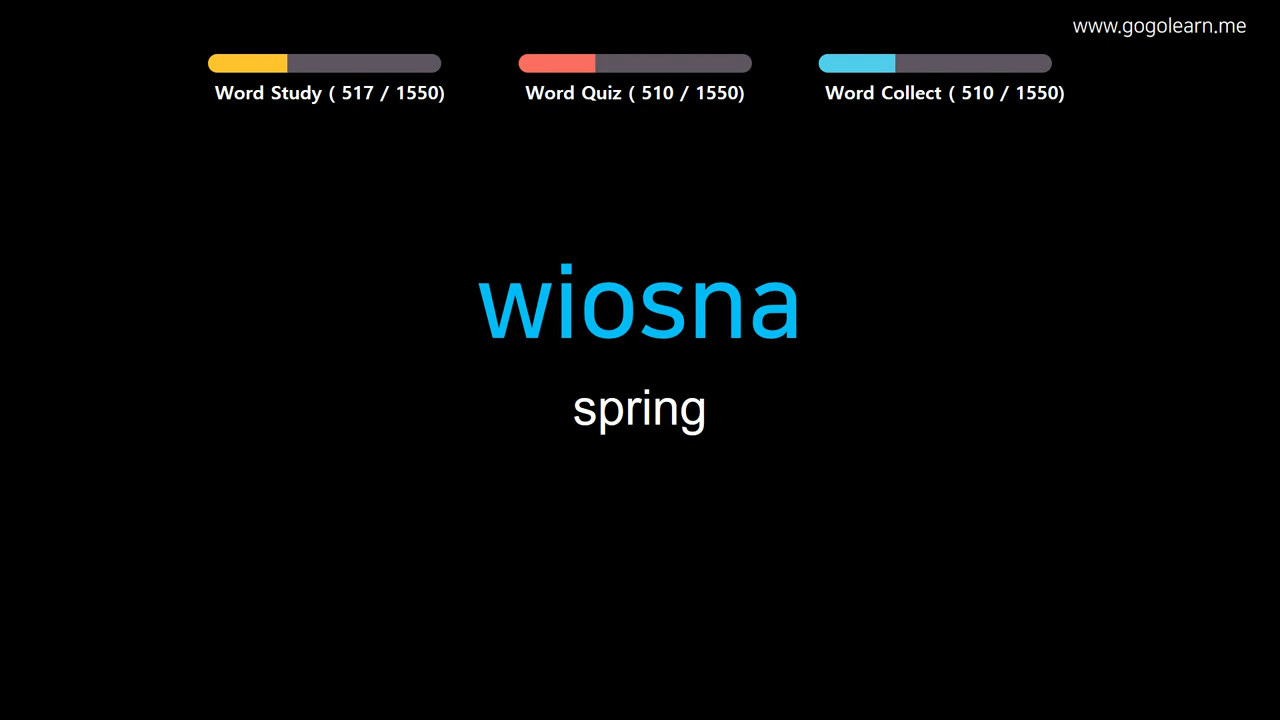 www.gogolearn.me
Word Study ( 517 / 1550)
Word Quiz ( 510 / 1550)
Word Collect ( 510 / 1550)
wiosna
spring